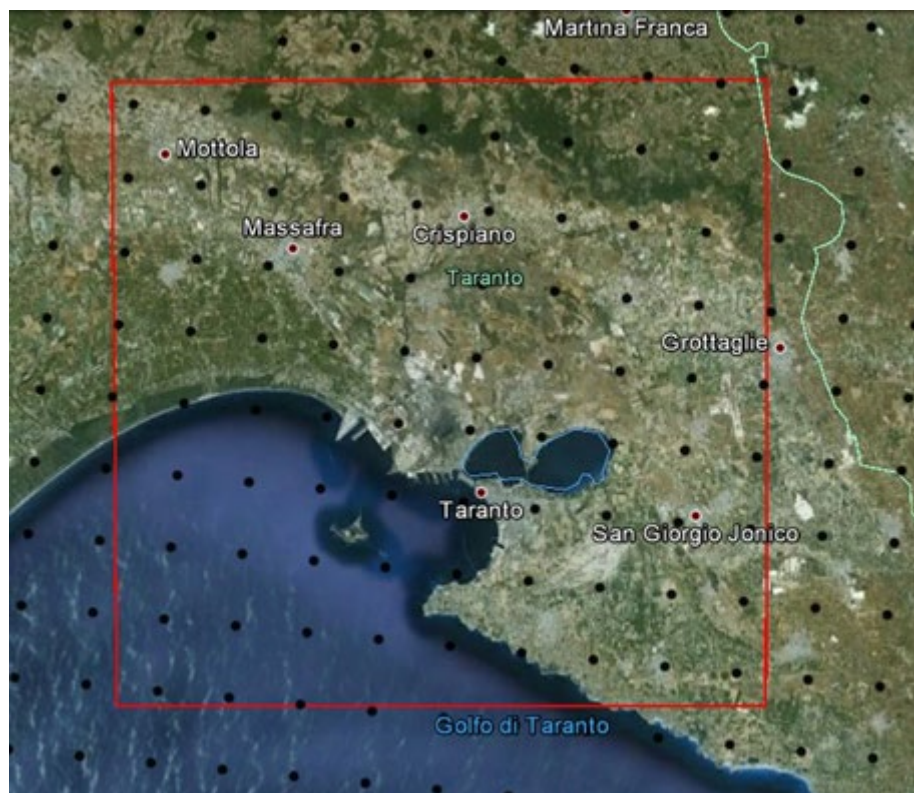 Martina Franca
Mottola
Massafra
Crispiano
Taranto
Grottaglie
Taranto
San Giorgio Jonico
Golfo di Taranto